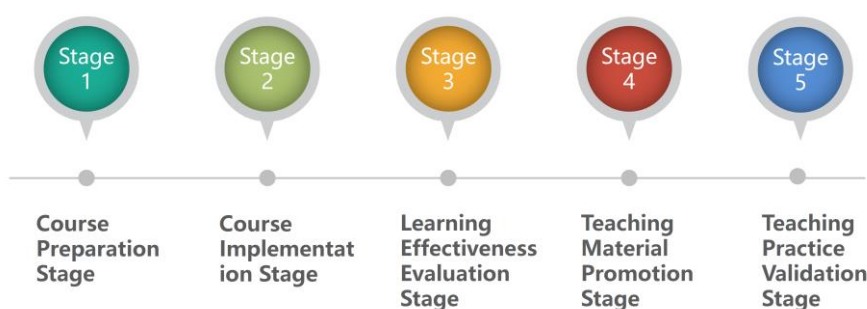 Stage
1
Stage
2
Stage
3
Stage
4
Stage
5
Course
Preparation
Stage
Course
Implementat
ion Stage
Learning
Effectiveness
Evaluation
Stage
Teaching
Material
Promotion
Stage
Teaching
Practice
Validation
Stage